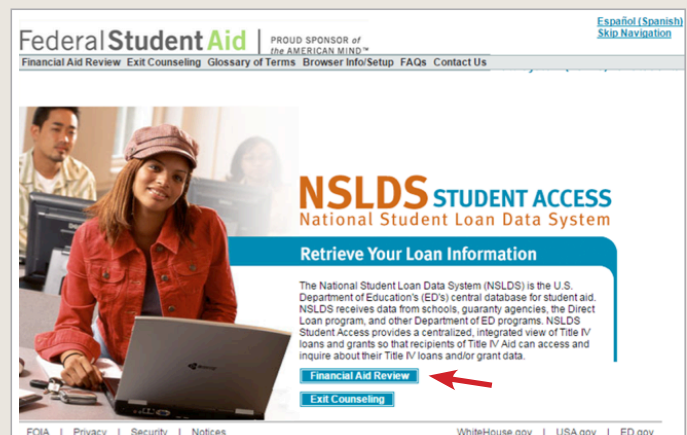 Español (Spanish)
Skip Navigation
Federal Student Aid
PROUD SPONSOR of
the AMERICAN MIND™
Financial Aid Review Exit Counseling Glossary of Terms Browser Info/Setup FAQs Contact Us
NSLDS STUDENT ACCESS
National Student Loan Data System
Retrieve Your Loan Information
The National Student Loan Data System (NSLDS) is the U.S.
Department of Education's (ED's) central database for student aid.
NSLDS receives data from schools, guaranty agencies, the Direct
Loan program, and other Department of ED programs. NSLDS
Student Access provides a centralized, integrated view of Title IV
loans and grants so that recipients of Title IV Aid can access and
inquire about their Title IV loans and/or grant data.
Financial Aid Review
Exit Counseling
FOIA | Privacy | Security | Notices
WhiteHouse.gov | USA.gov | ED.gov